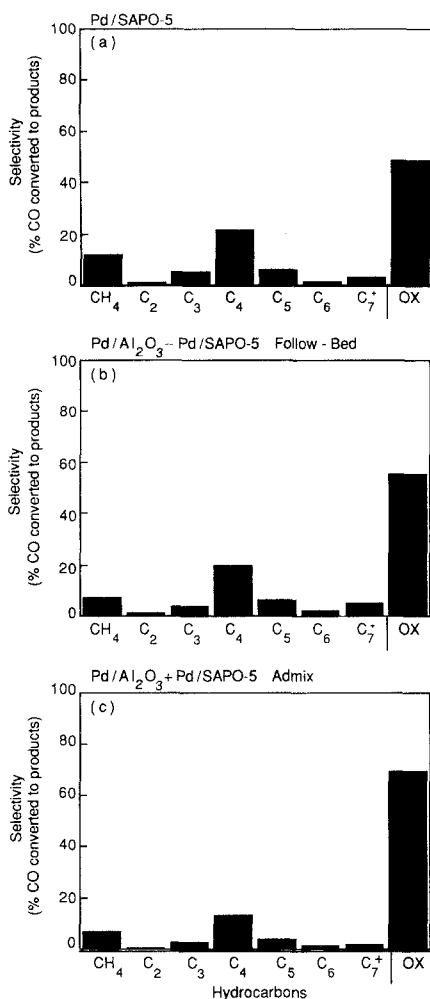 Pd/SAPO-5
(a)
Selectivity
(% CO converted to products)
100
80
60
40
20
0
CH₄ C₂ C₃ C₄ C₅ C₆ C₇⁺ OX
Pd/Al₂O₃–Pd/SAPO-5 Follow-Bed
(b)
Selectivity
(% CO converted to products)
100
80
60
40
20
0
CH₄ C₂ C₃ C₄ C₅ C₆ C₇⁺ OX
Pd/Al₂O₃+Pd/SAPO-5 Admix
(c)
Selectivity
(% CO converted to products)
100
80
60
40
20
0
CH₄ C₂ C₃ C₄ C₅ C₆ C₇⁺ OX
Hydrocarbons